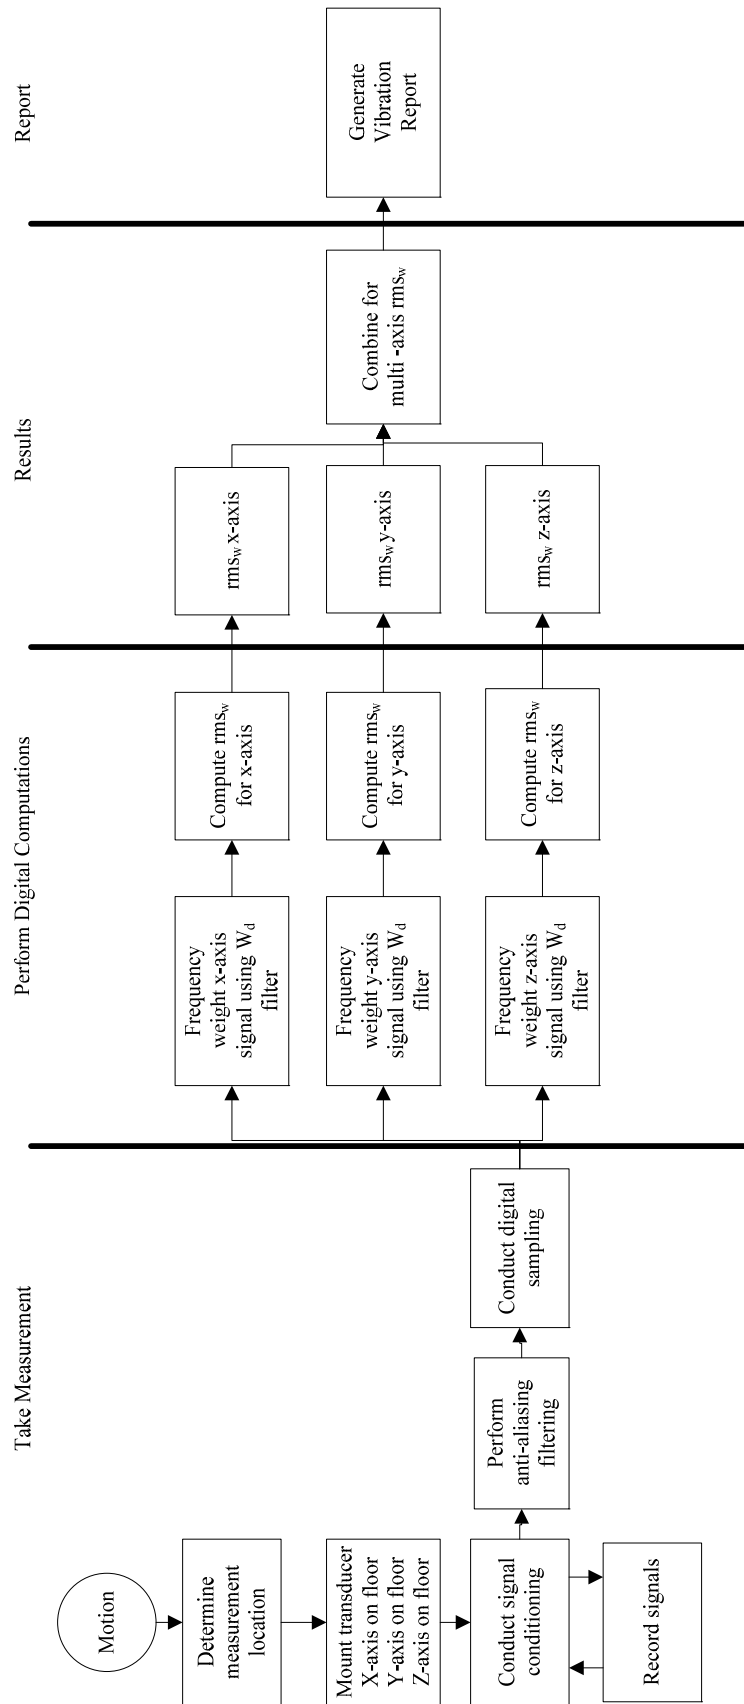 Take Measurement
Perform Digital Computations
Results
Report
Motion
Determine
measurement
location
Mount transducer
X-axis on floor
Y-axis on floor
Z-axis on floor
Conduct signal
conditioning
Record signals
Perform
anti-aliasing
filtering
Conduct digital
sampling
Frequency
weight x-axis
signal using Wd
filter
Frequency
weight y-axis
signal using Wd
filter
Frequency
weight z-axis
signal using Wd
filter
Compute rmsw
for x-axis
Compute rmsw
for y-axis
Compute rmsw
for z-axis
rmsw x-axis
rmsw y-axis
rmsw z-axis
Combine for
multi -axis rmsw
Generate
Vibration
Report